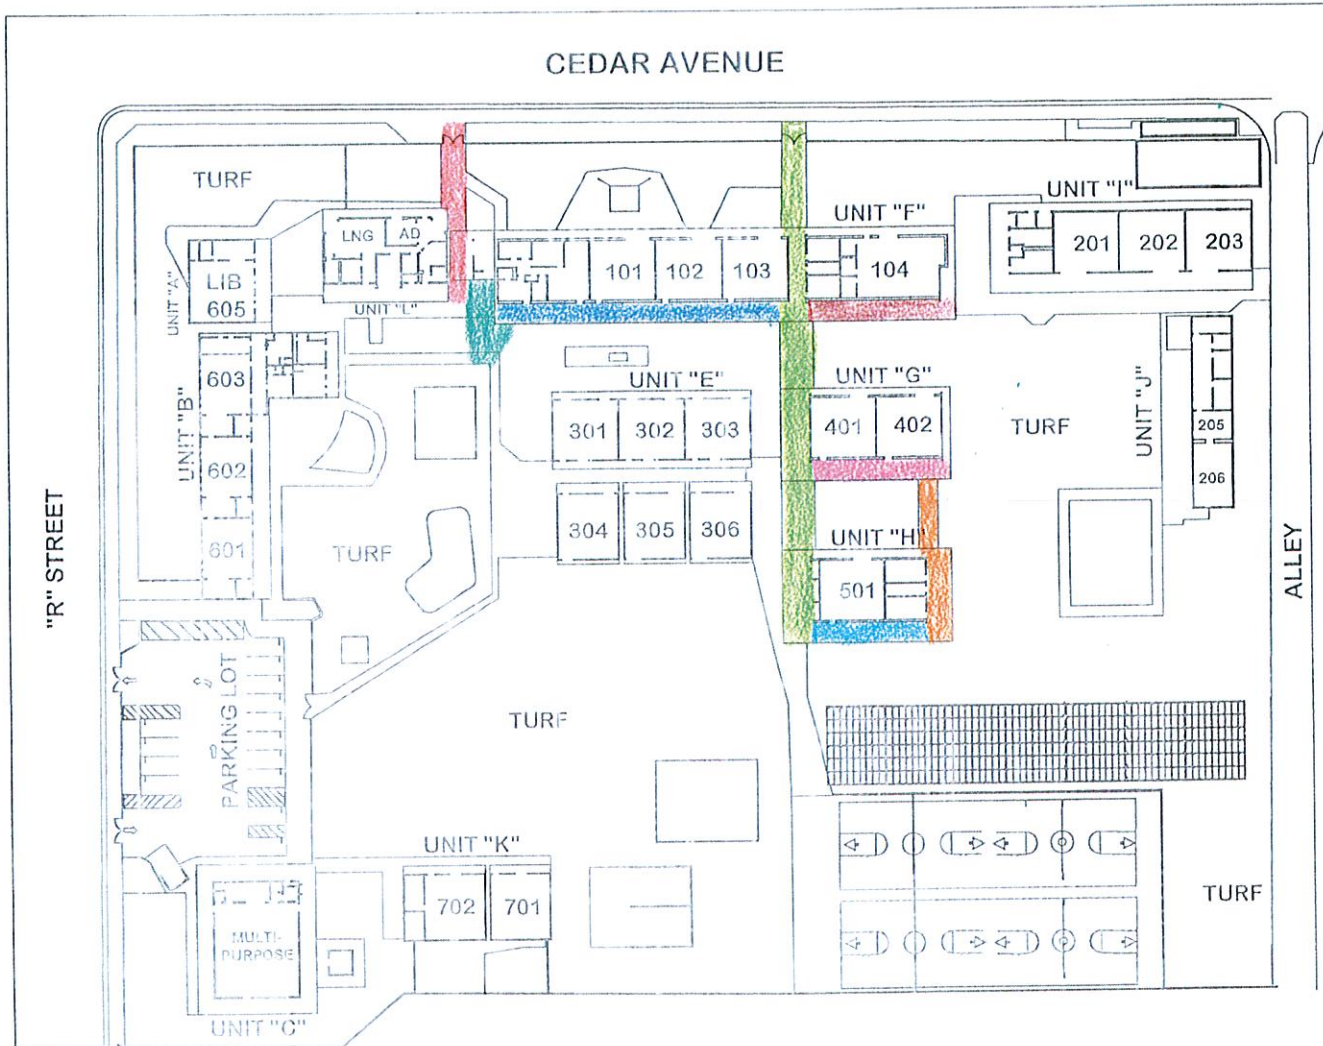 CEDAR AVENUE
TURF
UNIT "I"
UNIT "F"
LNG
AD
201
202
203
101
102
103
104
LIB
605
UNIT "A"
UNIT "L"
603
UNIT "E"
UNIT "G"
UNIT "B"
301
302
303
401
402
TURF
UNIT "J"
205
206
602
304
305
306
UNIT "H"
601
TURF
501
"R" STREET
ALLEY
PARKING LOT
TURF
UNIT "K"
702
701
TURF
MULTI-
PURPOSE
UNIT "C"